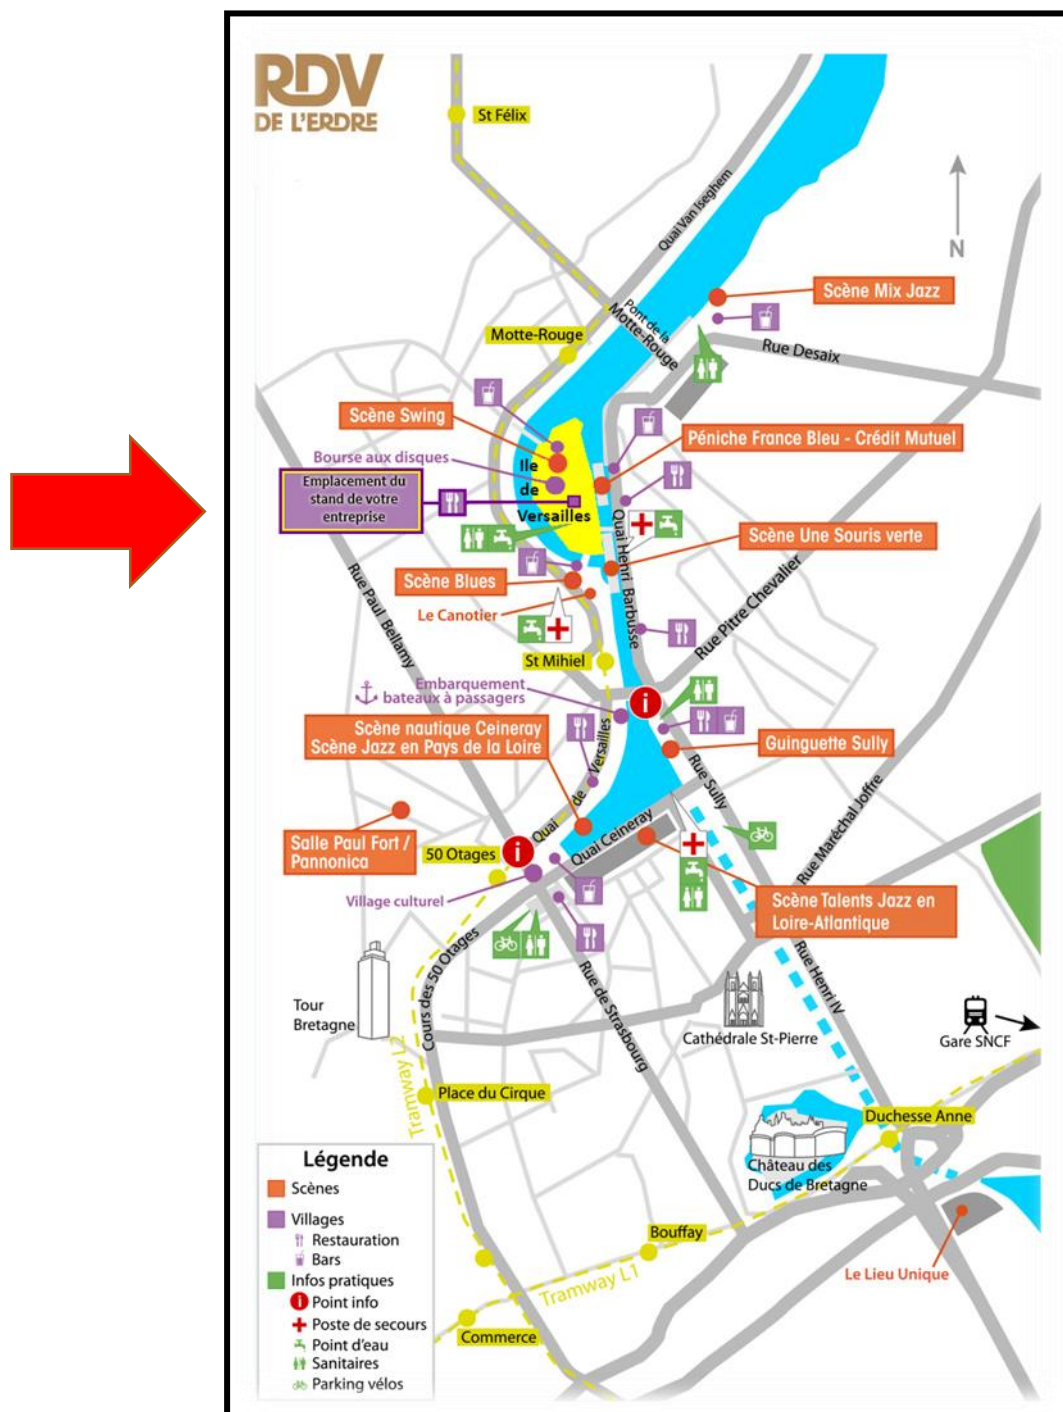 RDV
DE L'ERDRE
St Félix
Quai Van Iseghem
N
Scène Mix Jazz
Pont de la
Motte-Rouge
Rue Desaix
Motte-Rouge
Scène Swing
Péniche France Bleu - Crédit Mutuel
Bourse aux disques
Ile
de
Versailles
Emplacement du
stand de votre
entreprise
Quai Henri Barbusse
Scène Une Souris verte
Scène Blues
Le Canotier
Rue Paul Bellamy
Rue Pitre Chevalier
St Mihiel
Embarquement
bateaux à passagers
i
Scène nautique Ceineray
Scène Jazz en Pays de la Loire
Guinguette Sully
Quai de Versailles
Rue Sully
Rue Maréchal Joffre
Salle Paul Fort /
Pannonica
50 Otages
i
Quai Ceineray
Village culturel
Scène Talents Jazz en
Loire-Atlantique
Cours des 50 Otages
Rue de Strasbourg
Rue Henri IV
Tour
Bretagne
Cathédrale St-Pierre
Gare SNCF
Tramway L2
Place du Cirque
Duchesse Anne
Château des
Ducs de Bretagne
Bouffay
Tramway L1
Le Lieu Unique
Commerce
Légende
Scènes
Villages
Restauration
Bars
Infos pratiques
i Point info
Poste de secours
Point d'eau
Sanitaires
Parking vélos